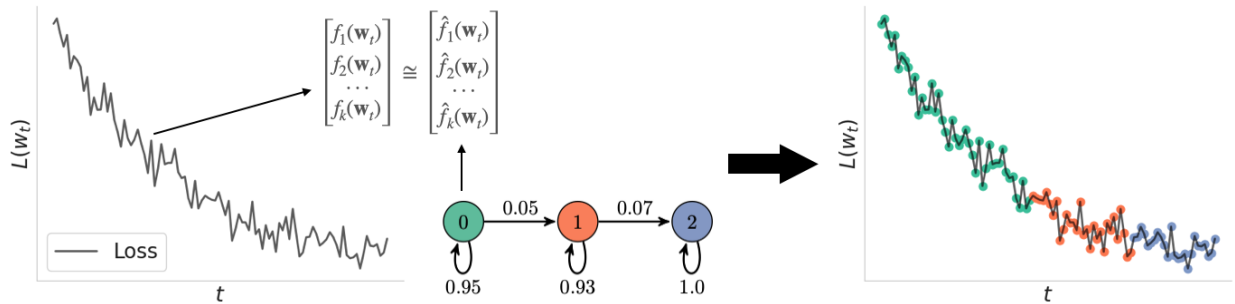 L(w_t)
Loss
t
f_1(𝐰_t)
f_2(𝐰_t)
...
f_k(𝐰_t)
≅
f̂_1(𝐰_t)
f̂_2(𝐰_t)
...
f̂_k(𝐰_t)
0 0.05 1 0.07 2
0.95 0.93 1.0
L(w_t)
t